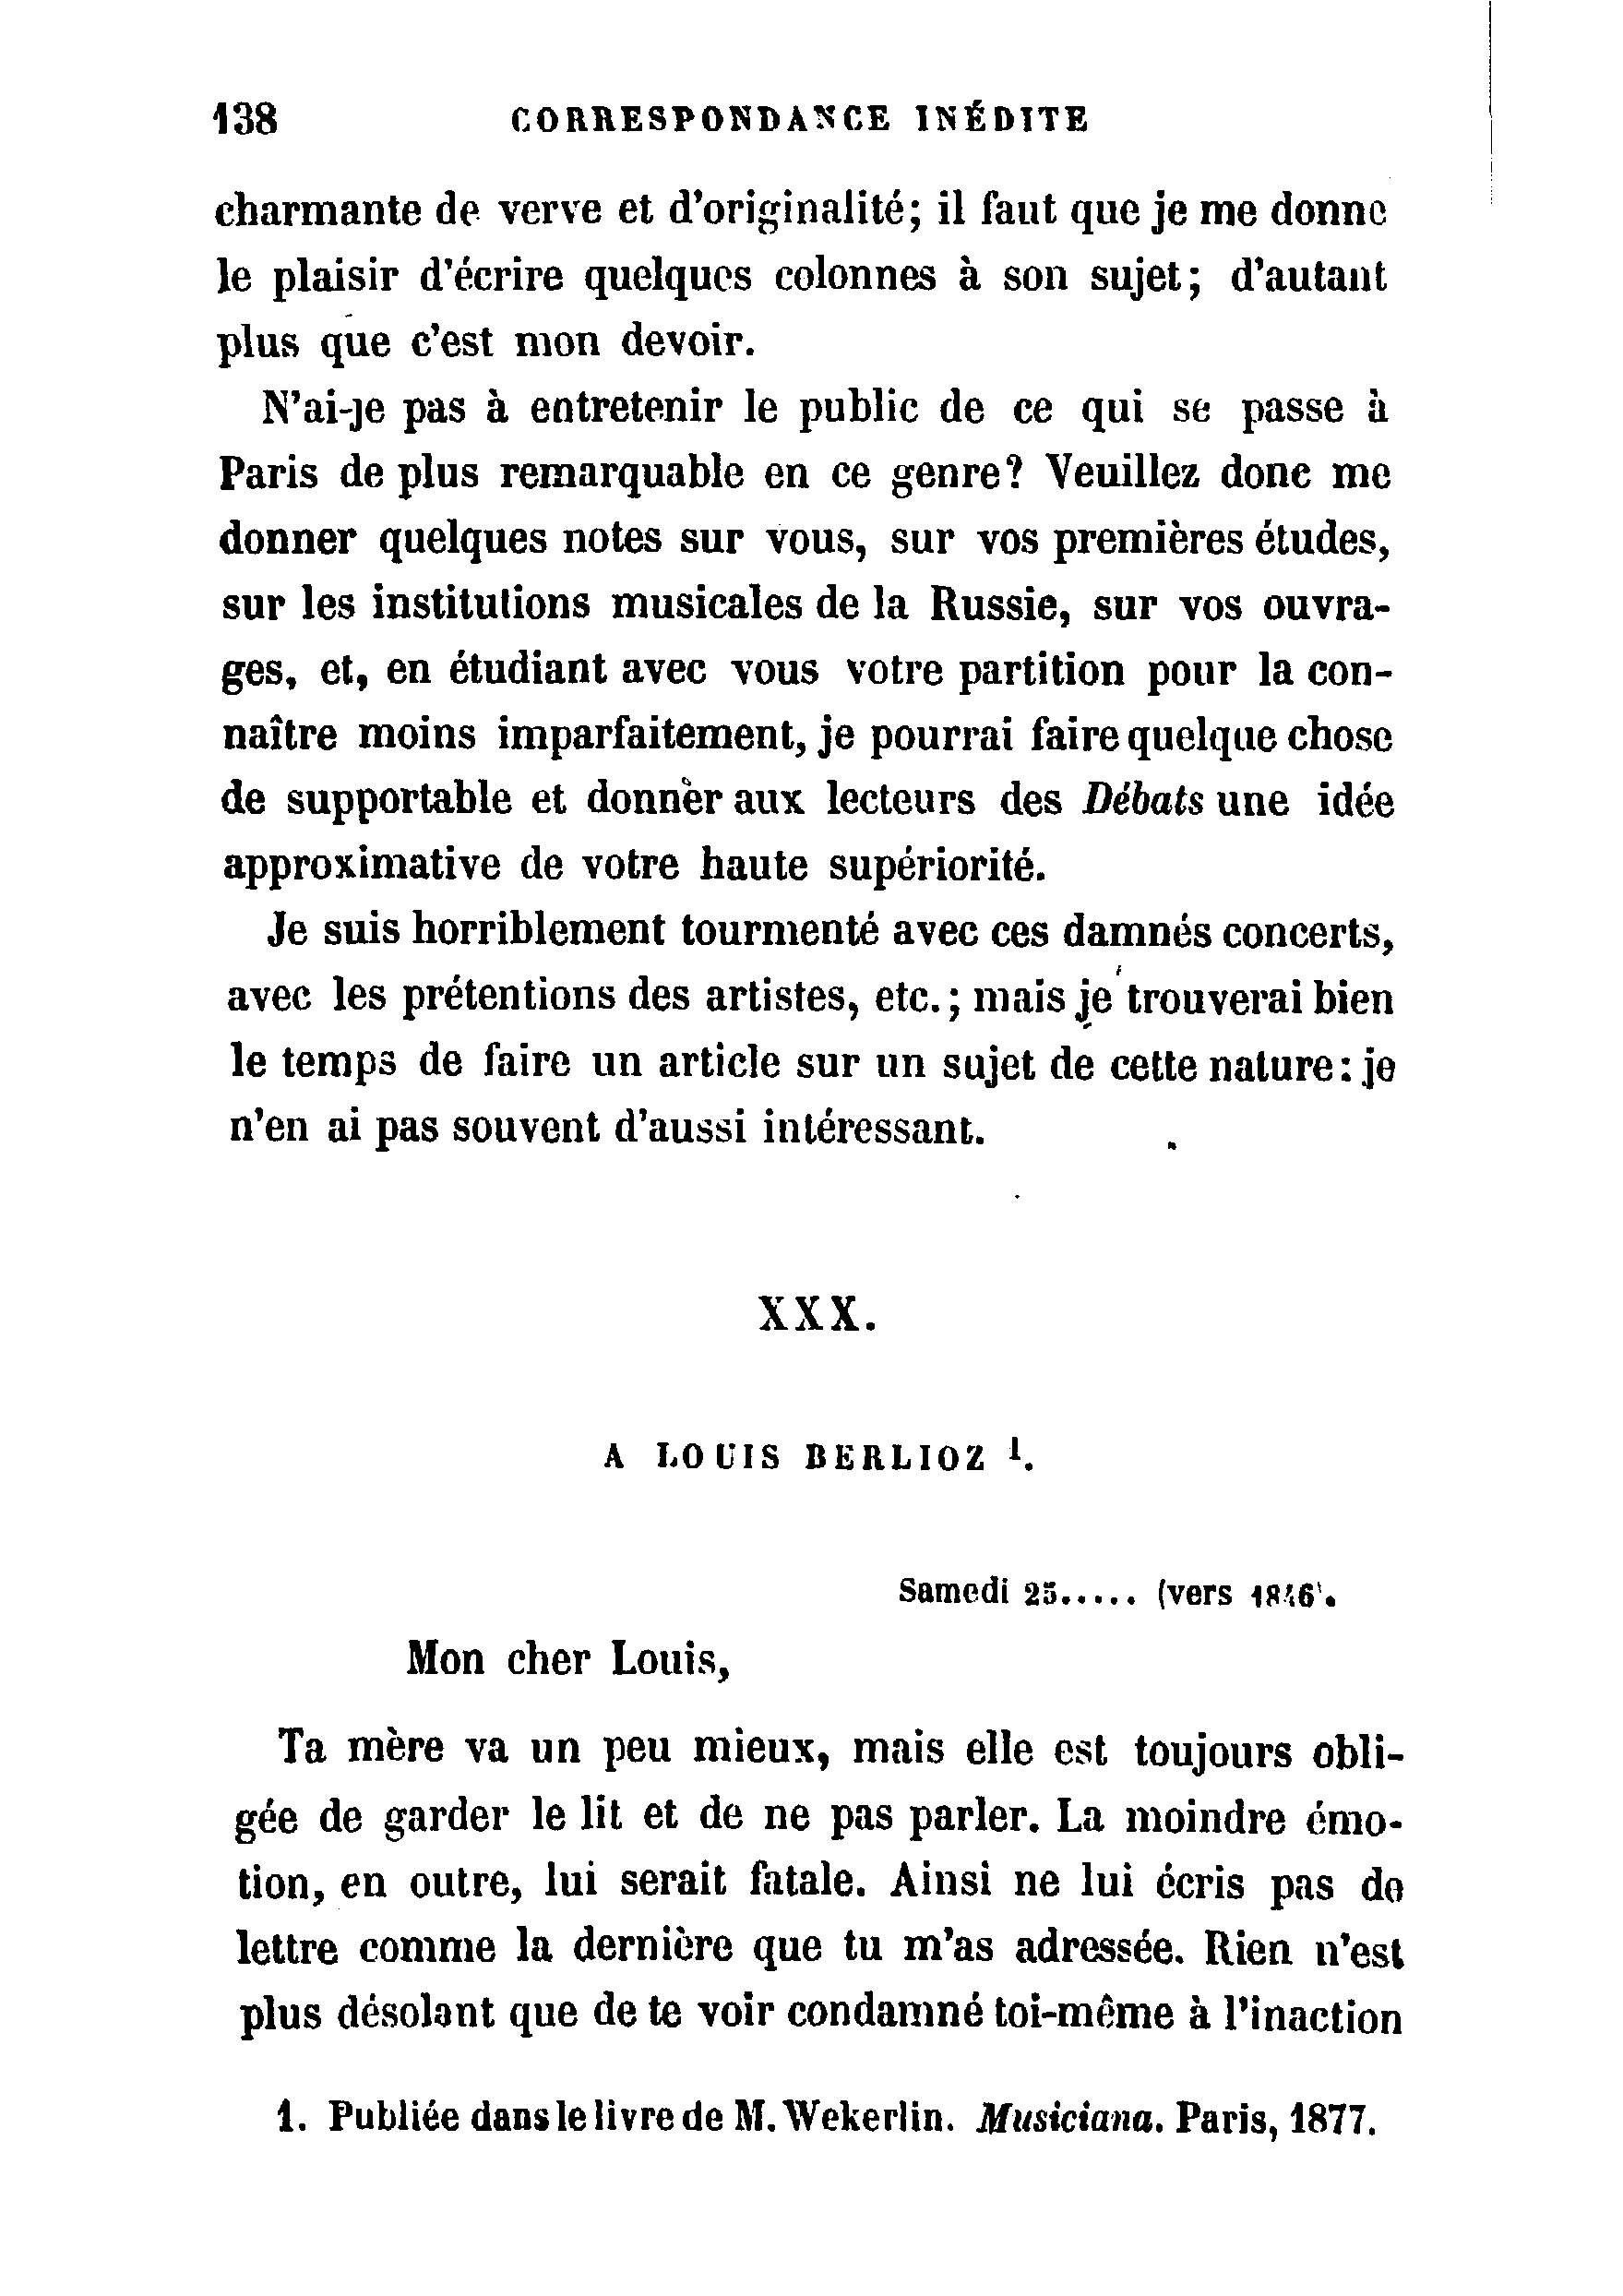 138 CORRESPONDANCE INÉDITE
charmante de verve et d'originalité; il faut que je me donne
le plaisir d'écrire quelques colonnes à son sujet; d'autant
plus que c'est mon devoir.
N'ai-je pas à entretenir le public de ce qui se passe à
Paris de plus remarquable en ce genre? Veuillez donc me
donner quelques notes sur vous, sur vos premières études,
sur les institutions musicales de la Russie, sur vos ouvra-
ges, et, en étudiant avec vous votre partition pour la con-
naître moins imparfaitement, je pourrai faire quelque chose
de supportable et donner aux lecteurs des Débats une idée
approximative de votre haute supériorité.
Je suis horriblement tourmenté avec ces damnés concerts,
avec les prétentions des artistes, etc.; mais je trouverai bien
le temps de faire un article sur un sujet de cette nature: je
n'en ai pas souvent d'aussi intéressant.
XXX.
A LOUIS BERLIOZ 1.
Samedi 25..... (vers 1846).
Mon cher Louis,
Ta mère va un peu mieux, mais elle est toujours obli-
gée de garder le lit et de ne pas parler. La moindre émo-
tion, en outre, lui serait fatale. Ainsi ne lui écris pas de
lettre comme la dernière que tu m'as adressée. Rien n'est
plus désolant que de te voir condamné toi-même à l'inaction
1. Publiée dans le livre de M. Wekerlin. Musiciana. Paris, 1877.